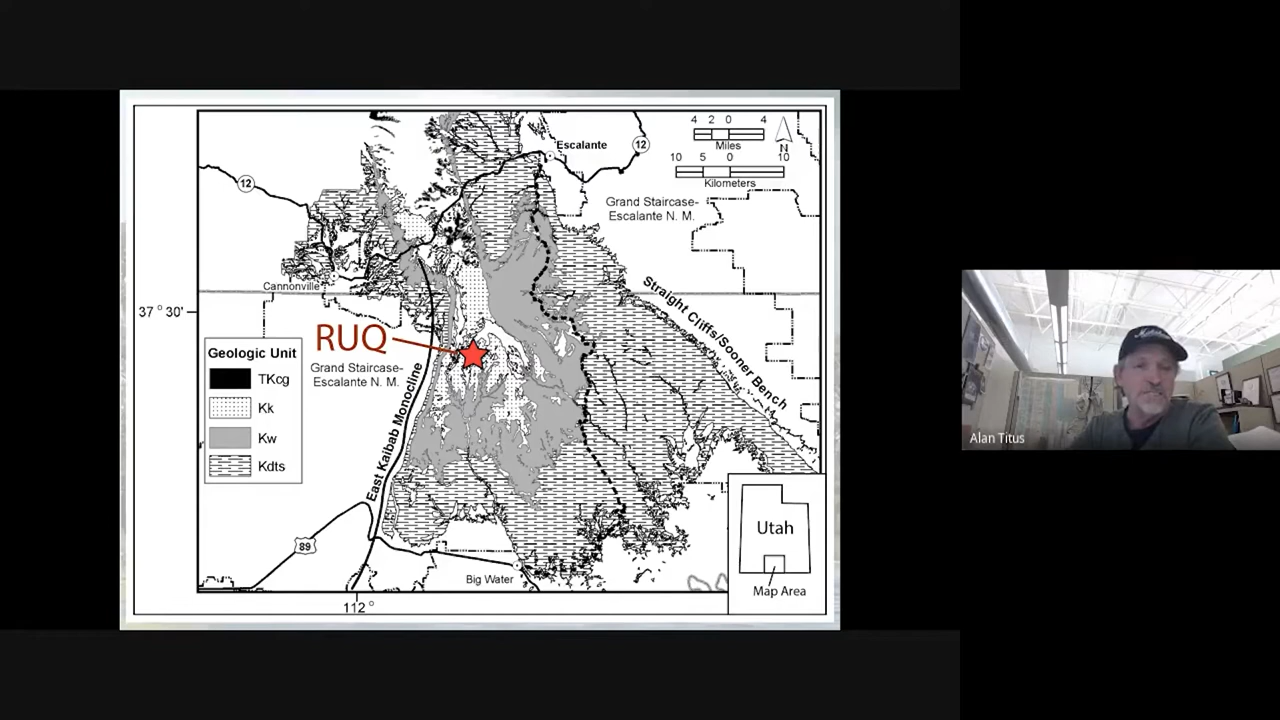 Escalante
12
12
4 2 0 4
Miles
N
10 5 0 10
Kilometers
Grand Staircase-
Escalante N. M.
Cannonville
37° 30'
Straight Cliffs/Sooner Bench
RUQ
Grand Staircase-
Escalante N. M.
East Kaibab Monocline
Geologic Unit
TKcg
Kk
Kw
Kdts
89
Big Water
112°
Utah
Map Area
Alan Titus